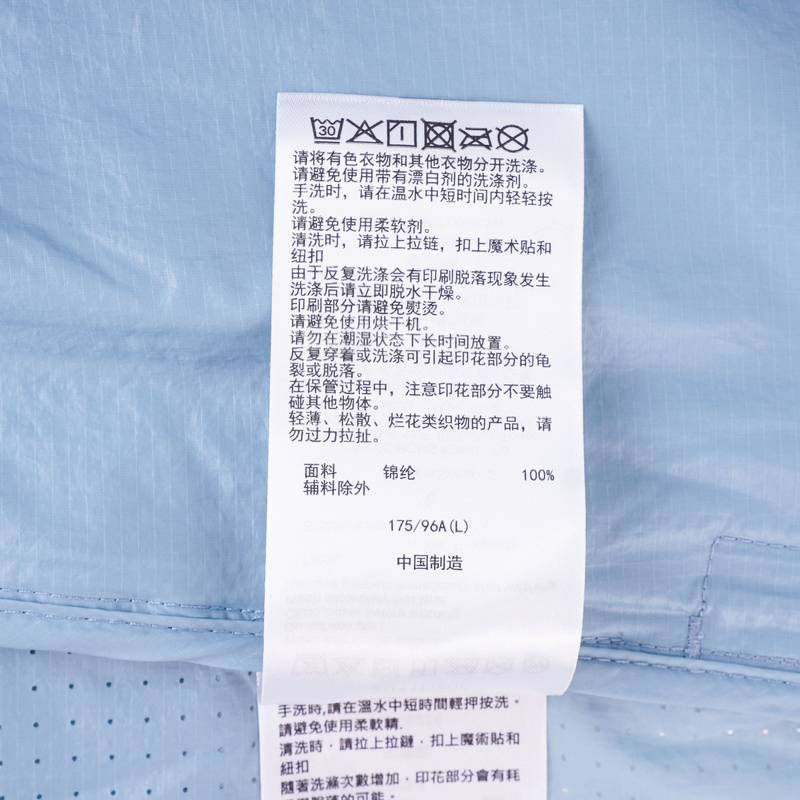 30
请将有色衣物和其他衣物分开洗涤。
请避免使用带有漂白剂的洗涤剂。
手洗时，请在温水中短时间内轻轻按
洗。
请避免使用柔软剂。
清洗时，请拉上拉链，扣上魔术贴和
纽扣
由于反复洗涤会有印刷脱落现象发生
洗涤后请立即脱水干燥。
印刷部分请避免熨烫。
请避免使用烘干机。
请勿在潮湿状态下长时间放置。
反复穿着或洗涤可引起印花部分的龟
裂或脱落。
在保管过程中，注意印花部分不要触
碰其他物体。
轻薄、松散、烂花类织物的产品，请
勿过力拉扯。
面料 锦纶 100%
辅料除外
175/96A(L)
中国制造
手洗時,請在溫水中短時間輕押按洗。
請避免使用柔軟精.
清洗時，請拉上拉鏈，扣上魔術貼和
紐扣
隨著洗滌次數增加，印花部分會有耗
的可能。